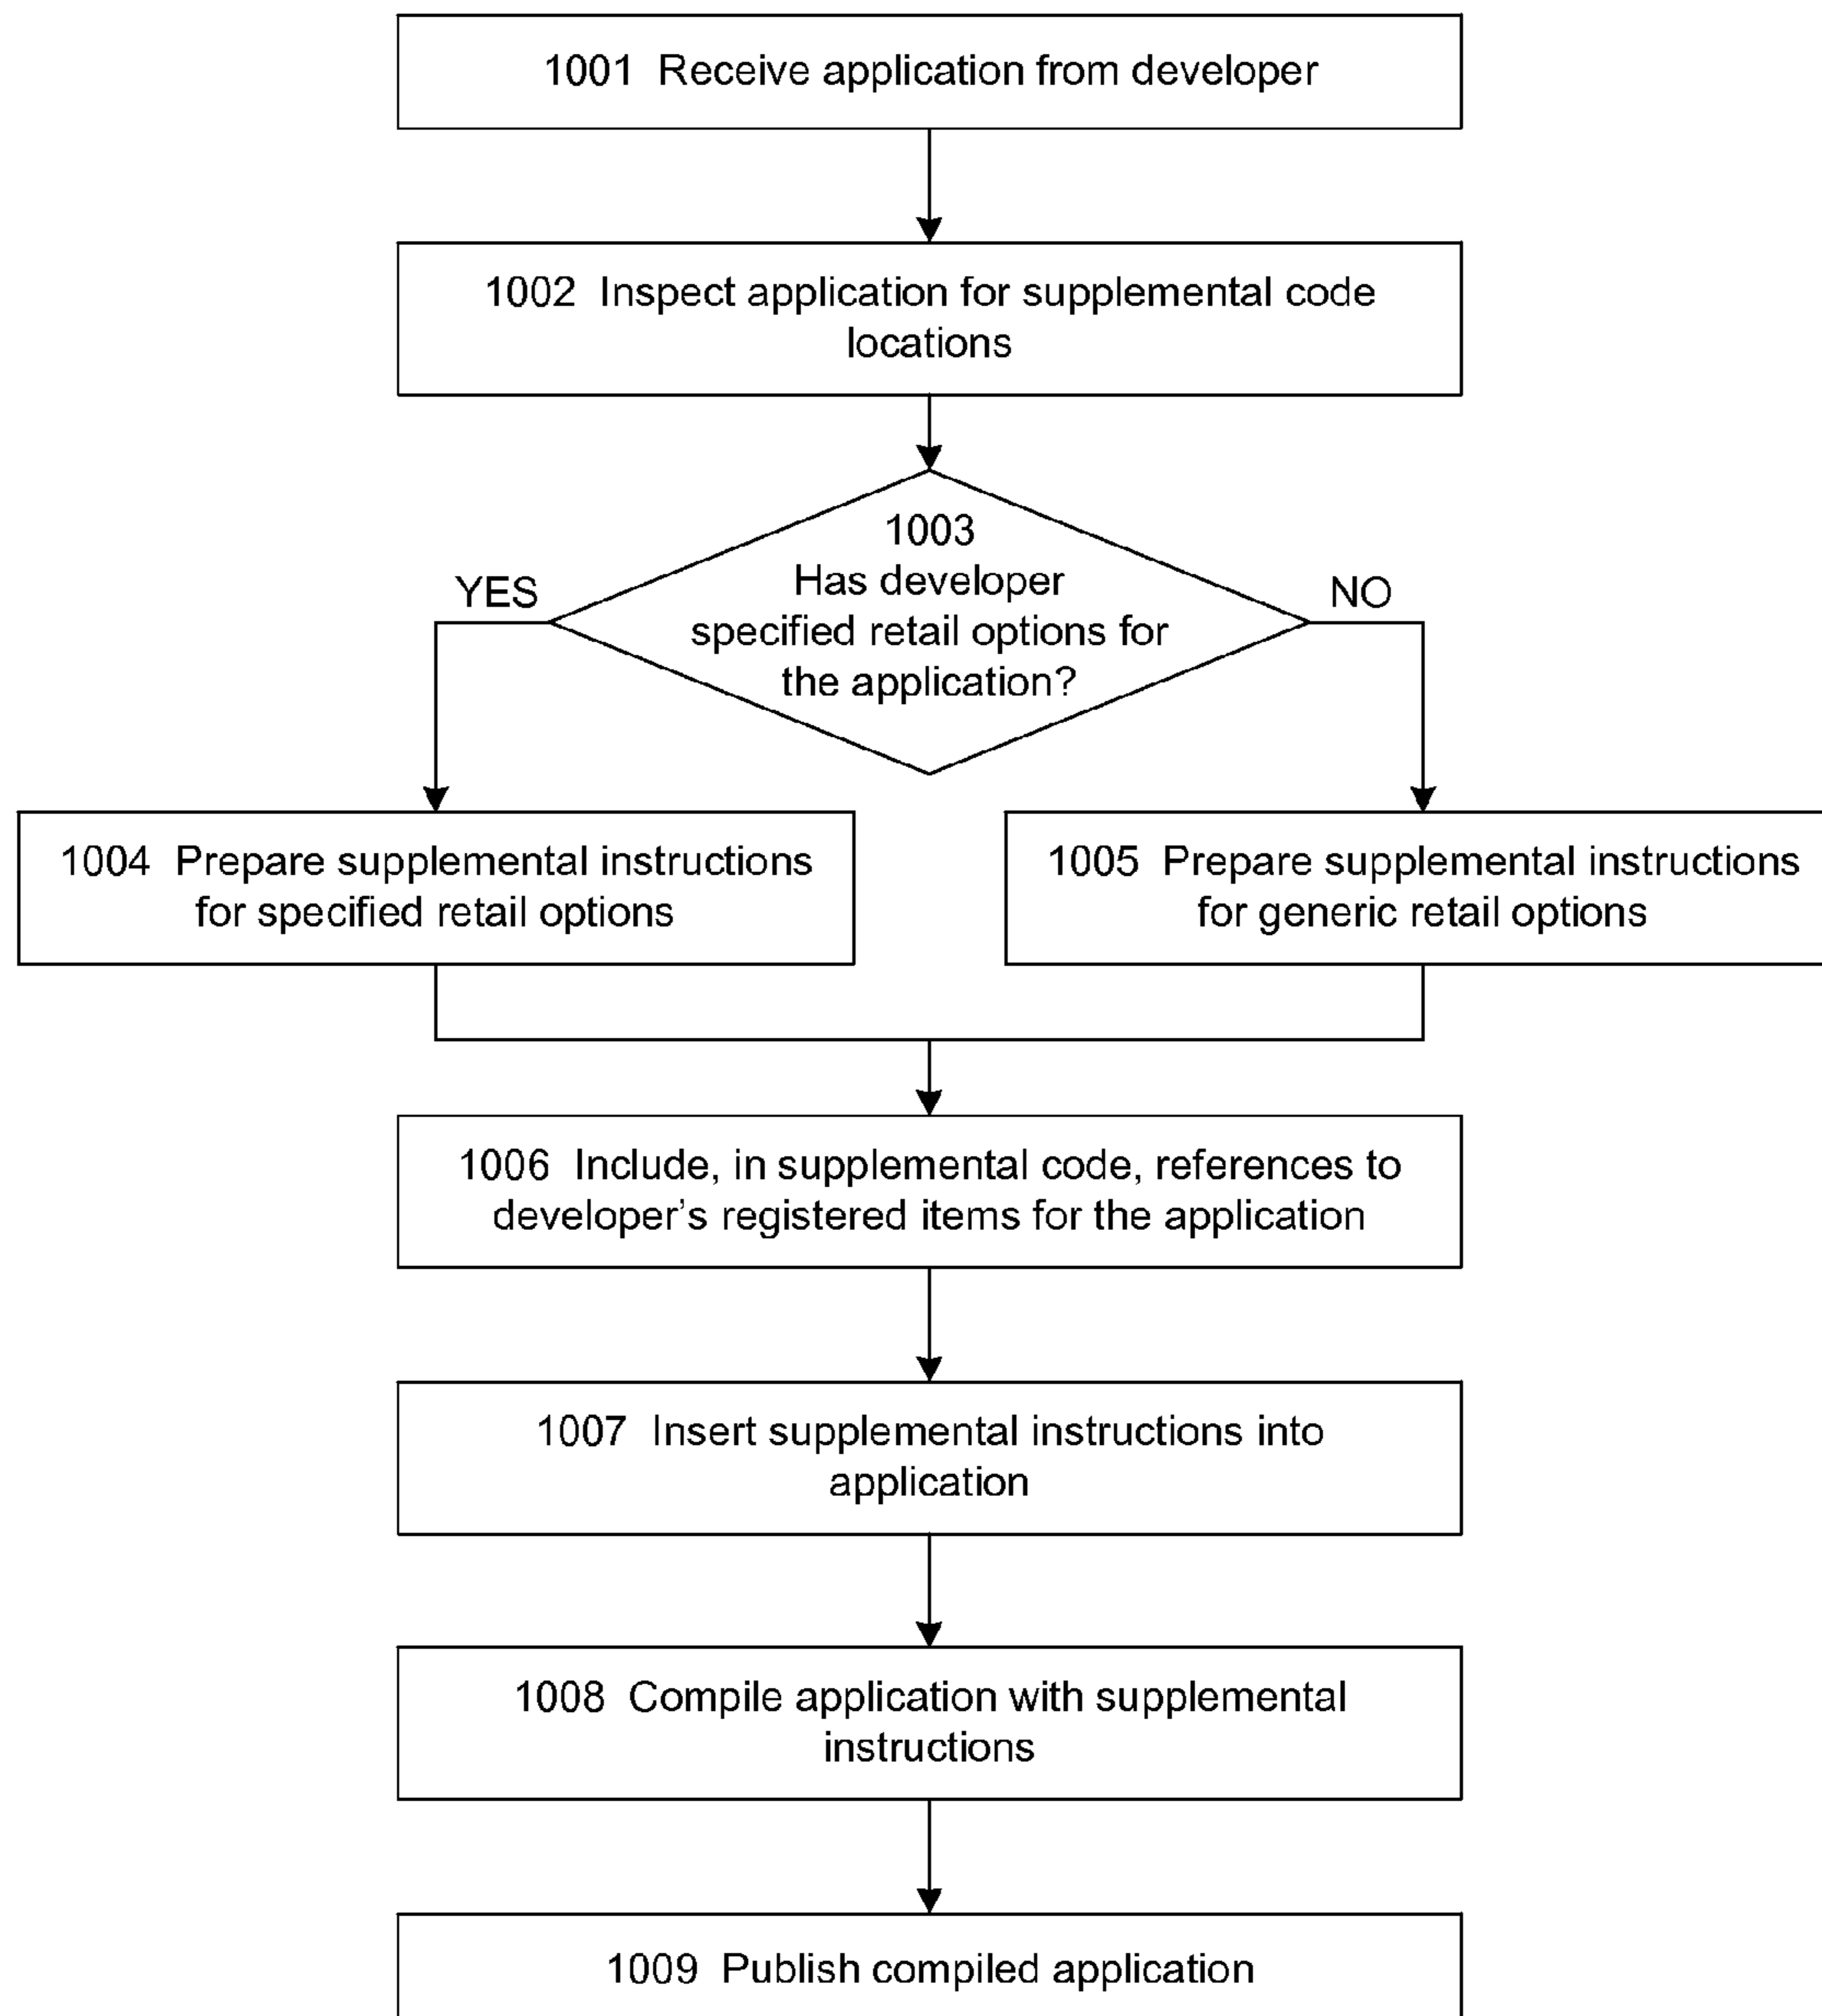 1001 Receive application from developer
1002 Inspect application for supplemental code
locations
1003
Has developer
specified retail options for
the application?
YES
NO
1004 Prepare supplemental instructions
for specified retail options
1005 Prepare supplemental instructions
for generic retail options
1006 Include, in supplemental code, references to
developer's registered items for the application
1007 Insert supplemental instructions into
application
1008 Compile application with supplemental
instructions
1009 Publish compiled application